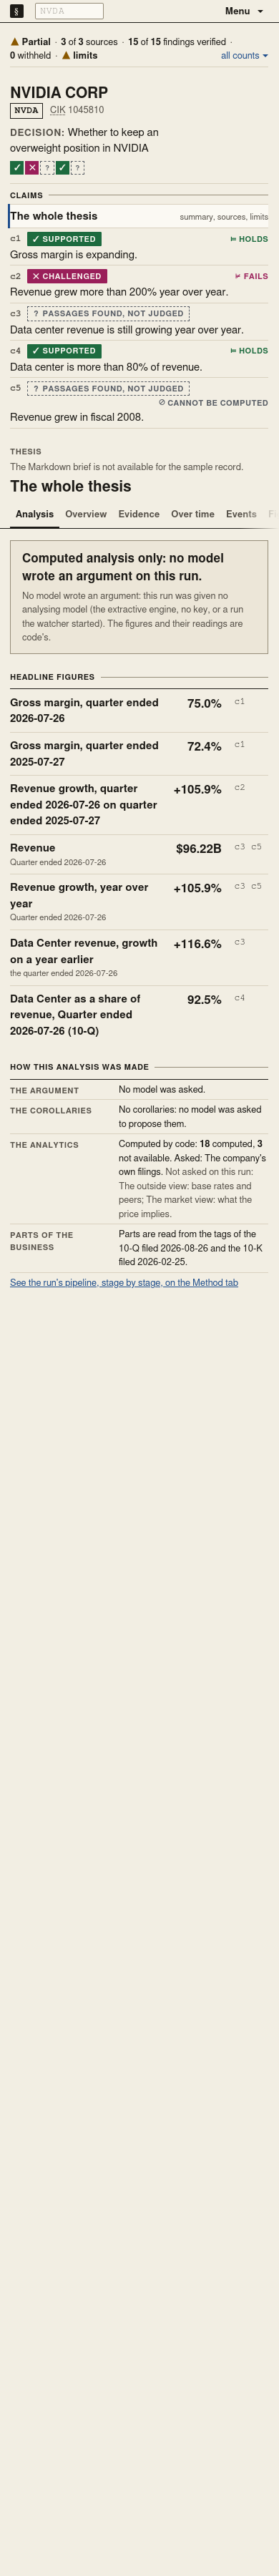 § NVDA Menu
Partial · 3 of 3 sources · 15 of 15 findings verified ·
0 withheld · limits all counts
NVIDIA CORP
NVDA CIK 1045810
DECISION: Whether to keep an
overweight position in NVIDIA
✓ ✕ ? ✓ ?
CLAIMS
The whole thesis summary, sources, limits
c1 ✓ SUPPORTED ⊨ HOLDS
Gross margin is expanding.
c2 ✕ CHALLENGED ⊭ FAILS
Revenue grew more than 200% year over year.
c3 ? PASSAGES FOUND, NOT JUDGED
Data center revenue is still growing year over year.
c4 ✓ SUPPORTED ⊨ HOLDS
Data center is more than 80% of revenue.
c5 ? PASSAGES FOUND, NOT JUDGED
⊘ CANNOT BE COMPUTED
Revenue grew in fiscal 2008.
THESIS
The Markdown brief is not available for the sample record.
The whole thesis
Analysis Overview Evidence Over time Events
Computed analysis only: no model
wrote an argument on this run.
No model wrote an argument: this run was given no
analysing model (the extractive engine, no key, or a run
the watcher started). The figures and their readings are
code's.
HEADLINE FIGURES
Gross margin, quarter ended 75.0% c1
2026-07-26
Gross margin, quarter ended 72.4% c1
2025-07-27
Revenue growth, quarter +105.9% c2
ended 2026-07-26 on quarter
ended 2025-07-27
Revenue $96.22B c3 c5
Quarter ended 2026-07-26
Revenue growth, year over +105.9% c3 c5
year
Quarter ended 2026-07-26
Data Center revenue, growth +116.6% c3
on a year earlier
the quarter ended 2026-07-26
Data Center as a share of 92.5% c4
revenue, Quarter ended
2026-07-26 (10-Q)
HOW THIS ANALYSIS WAS MADE
THE ARGUMENT No model was asked.
THE COROLLARIES No corollaries: no model was asked
to propose them.
THE ANALYTICS Computed by code: 18 computed, 3
not available. Asked: The company's
own filings. Not asked on this run:
The outside view: base rates and
peers; The market view: what the
price implies.
PARTS OF THE Parts are read from the tags of the
BUSINESS 10-Q filed 2026-08-26 and the 10-K
filed 2026-02-25.
See the run's pipeline, stage by stage, on the Method tab